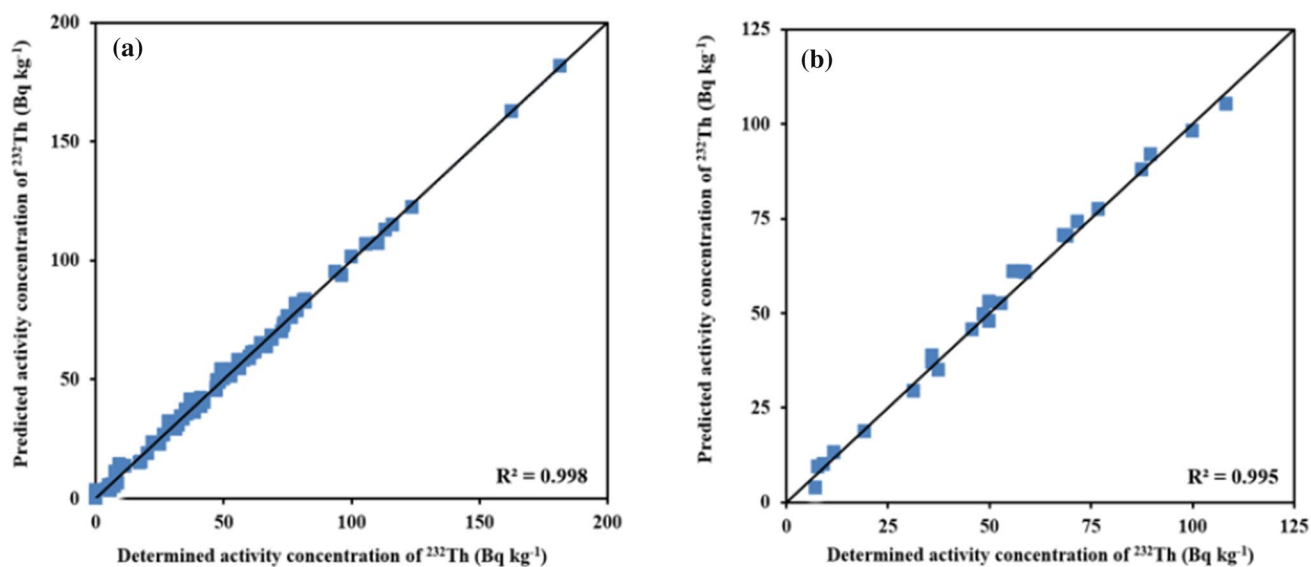 (a)
Predicted activity concentration of ²³²Th (Bq kg⁻¹)
200
150
100
50
0
0 50 100 150 200
R² = 0.998
Determined activity concentration of ²³²Th (Bq kg⁻¹)
(b)
Predicted activity concentration of ²³²Th (Bq kg⁻¹)
125
100
75
50
25
0
0 25 50 75 100 125
R² = 0.995
Determined activity concentration of ²³²Th (Bq kg⁻¹)